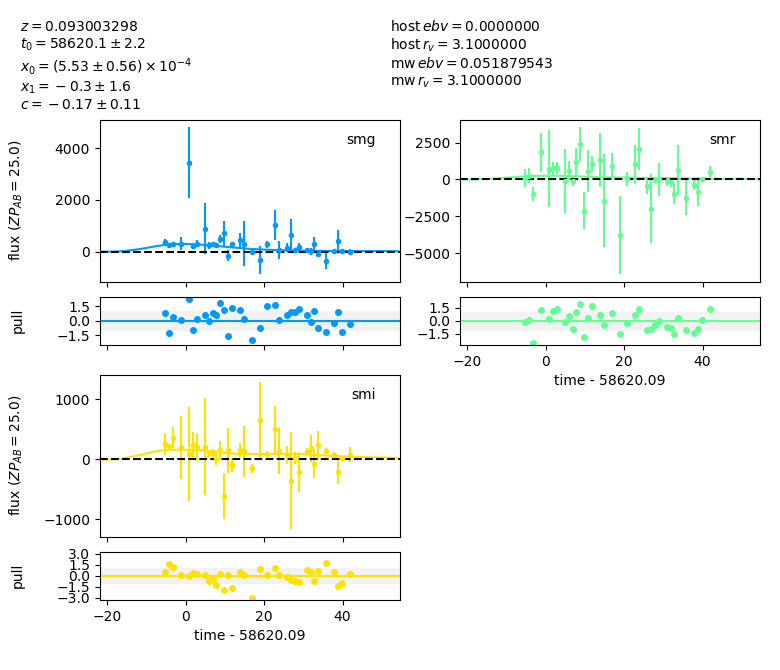 z = 0.093003298
t₀ = 58620.1 ± 2.2
x₀ = (5.53 ± 0.56) × 10⁻⁴
x₁ = −0.3 ± 1.6
c = −0.17 ± 0.11
host ebv = 0.0000000
host r_v = 3.1000000
mw ebv = 0.051879543
mw r_v = 3.1000000
smg
flux (ZP_AB = 25.0)
4000
2000
0
pull
1.5
0.0
−1.5
smr
2500
0
−2500
−5000
1.5
0.0
−1.5
−20 0 20 40
time - 58620.09
smi
flux (ZP_AB = 25.0)
1000
0
−1000
pull
3.0
1.5
0.0
−1.5
−3.0
−20 0 20 40
time - 58620.09